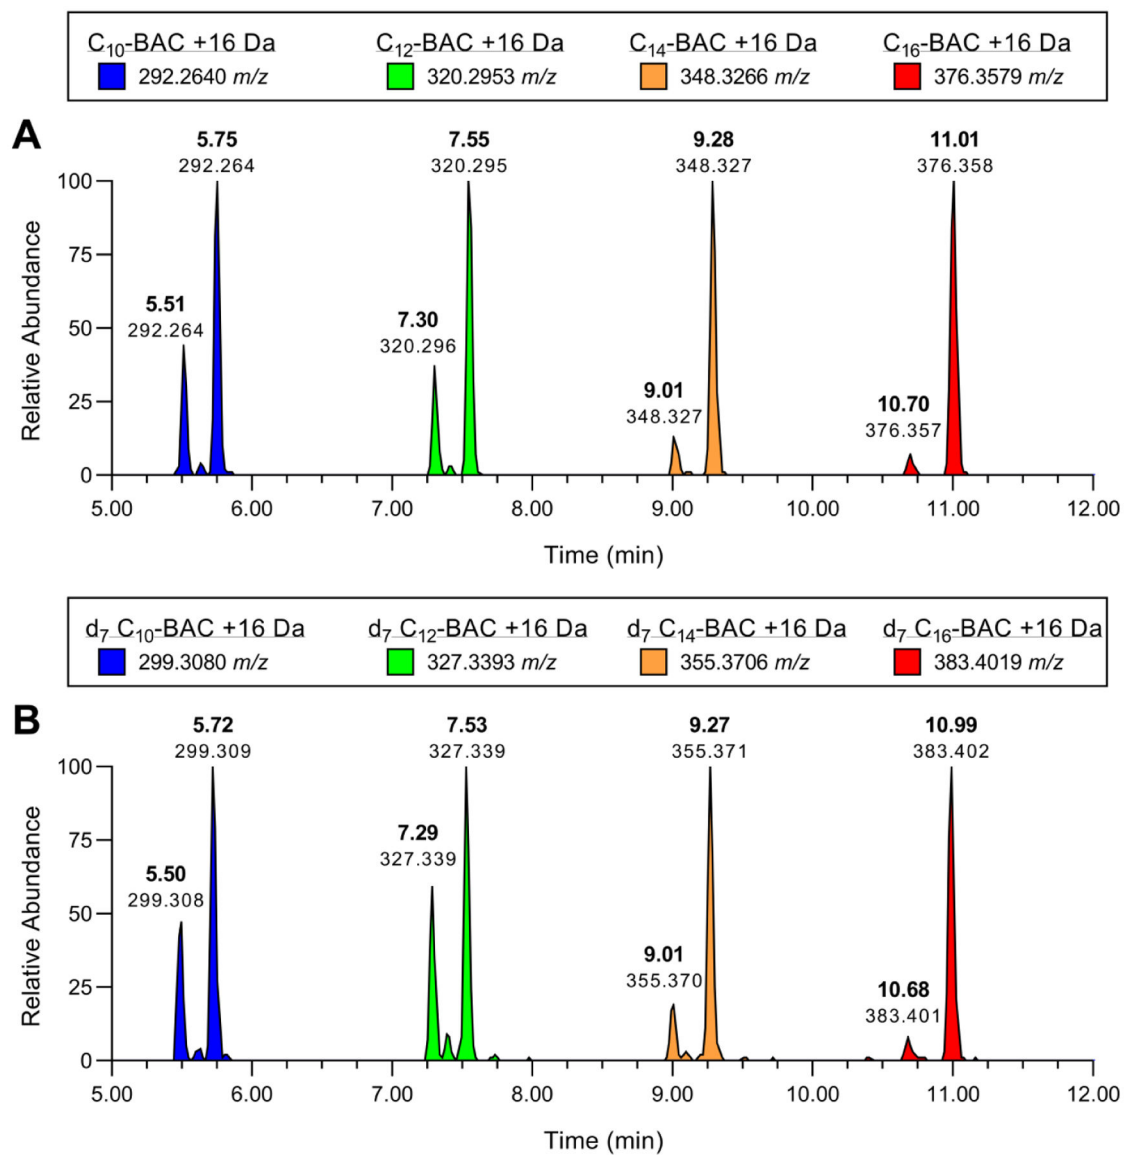 C10-BAC +16 Da C12-BAC +16 Da C14-BAC +16 Da C16-BAC +16 Da
292.2640 m/z 320.2953 m/z 348.3266 m/z 376.3579 m/z
A
5.75 7.55 9.28 11.01
292.264 320.295 348.327 376.358
100
75
Relative Abundance
5.51
292.264
7.30
320.296
50
9.01
348.327
10.70
376.357
25
0
5.00 6.00 7.00 8.00 9.00 10.00 11.00 12.00
Time (min)
d7 C10-BAC +16 Da d7 C12-BAC +16 Da d7 C14-BAC +16 Da d7 C16-BAC +16 Da
299.3080 m/z 327.3393 m/z 355.3706 m/z 383.4019 m/z
B
5.72 7.53 9.27 10.99
299.309 327.339 355.371 383.402
100
75
Relative Abundance
7.29
327.339
5.50
299.308
50
9.01
355.370
10.68
383.401
25
0
5.00 6.00 7.00 8.00 9.00 10.00 11.00 12.00
Time (min)